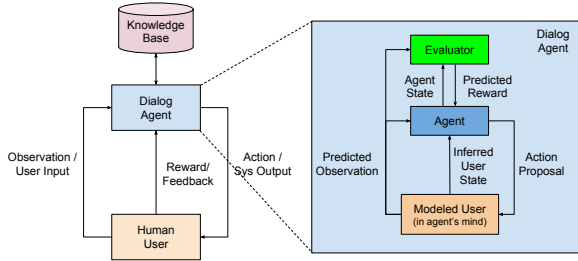 Knowledge
Base
Dialog
Agent
Observation /
User Input
Reward/
Feedback
Action /
Sys Output
Human
User
Dialog
Agent
Evaluator
Agent
State
Predicted
Reward
Agent
Predicted
Observation
Inferred
User
State
Action
Proposal
Modeled User
(in agent's mind)